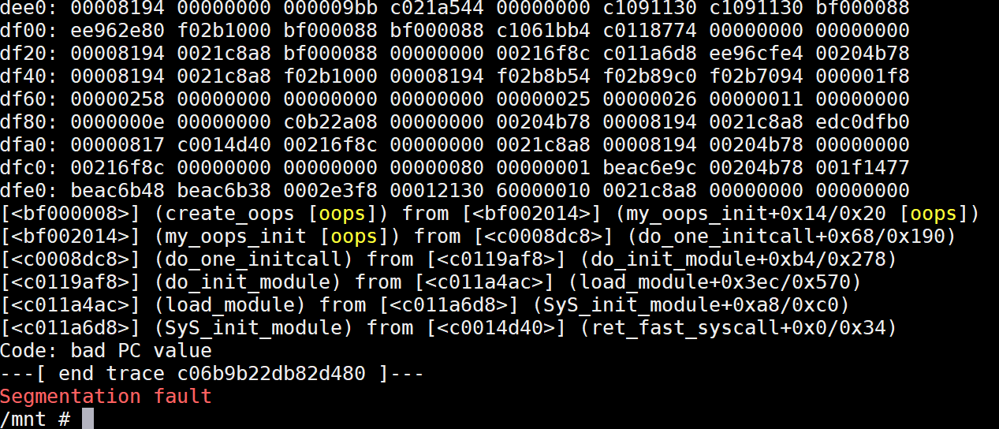 dee0: 00008194 00000000 000009bb c021a544 00000000 c1091130 c1091130 bf000088
df00: ee962e80 f02b1000 bf000088 bf000088 c1061bb4 c0118774 00000000 00000000
df20: 00008194 0021c8a8 bf000088 00000000 00216f8c c011a6d8 ee96cfe4 00204b78
df40: 00008194 0021c8a8 f02b1000 00008194 f02b8b54 f02b89c0 f02b7094 000001f8
df60: 00000258 00000000 00000000 00000000 00000025 00000026 00000011 00000000
df80: 0000000e 00000000 c0b22a08 00000000 00204b78 00008194 0021c8a8 edc0dfb0
dfa0: 00000817 c0014d40 00216f8c 00000000 0021c8a8 00008194 00204b78 00000000
dfc0: 00216f8c 00000000 00000000 00000080 00000001 beac6e9c 00204b78 001f1477
dfe0: beac6b48 beac6b38 0002e3f8 00012130 60000010 0021c8a8 00000000 00000000
[<bf000008>] (create_oops [oops]) from [<bf002014>] (my_oops_init+0x14/0x20 [oops])
[<bf002014>] (my_oops_init [oops]) from [<c0008dc8>] (do_one_initcall+0x68/0x190)
[<c0008dc8>] (do_one_initcall) from [<c0119af8>] (do_init_module+0xb4/0x278)
[<c0119af8>] (do_init_module) from [<c011a4ac>] (load_module+0x3ec/0x570)
[<c011a4ac>] (load_module) from [<c011a6d8>] (SyS_init_module+0xa8/0xc0)
[<c011a6d8>] (SyS_init_module) from [<c0014d40>] (ret_fast_syscall+0x0/0x34)
Code: bad PC value
---[ end trace c06b9b22db82d480 ]---
Segmentation fault
/mnt #